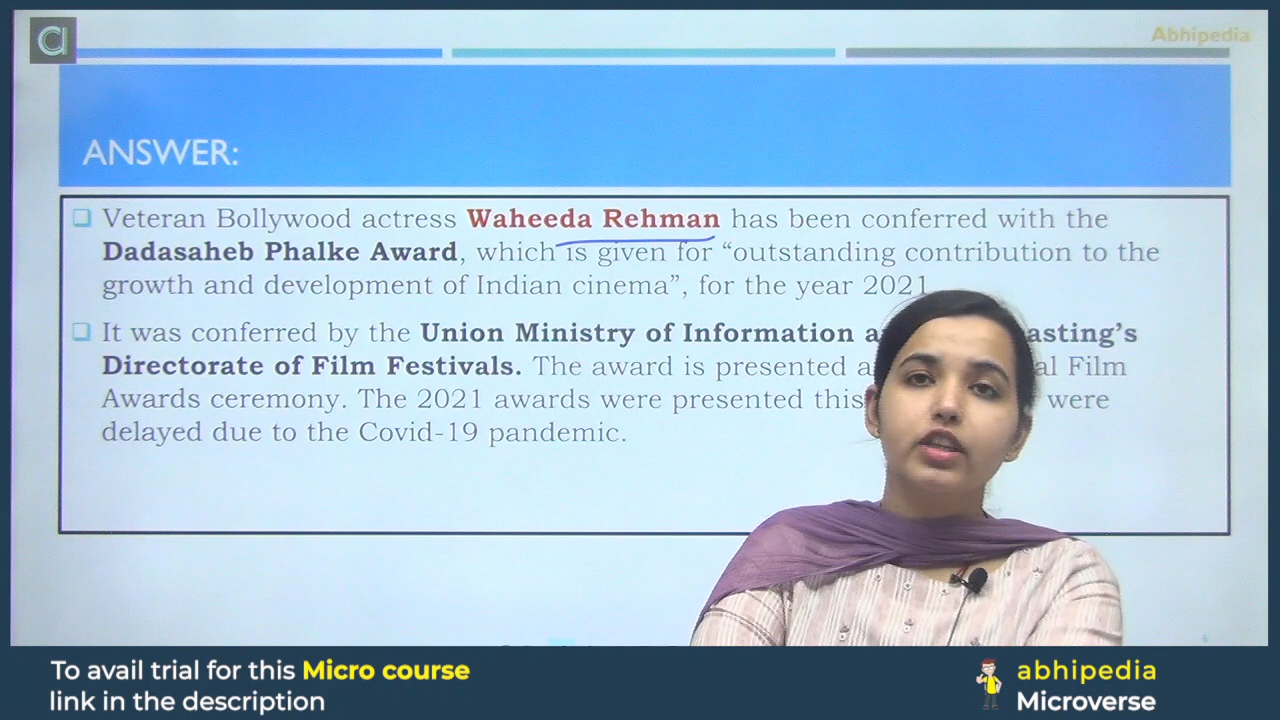 Abhipedia
ANSWER:
Veteran Bollywood actress Waheeda Rehman has been conferred with the
Dadasaheb Phalke Award, which is given for “outstanding contribution to the
growth and development of Indian cinema”, for the year 2021
It was conferred by the Union Ministry of Information
Directorate of Film Festivals. The award is presented Film
Awards ceremony. The 2021 awards were presented this were
delayed due to the Covid-19 pandemic.
To avail trial for this Micro course
link in the description
abhipedia
Microverse